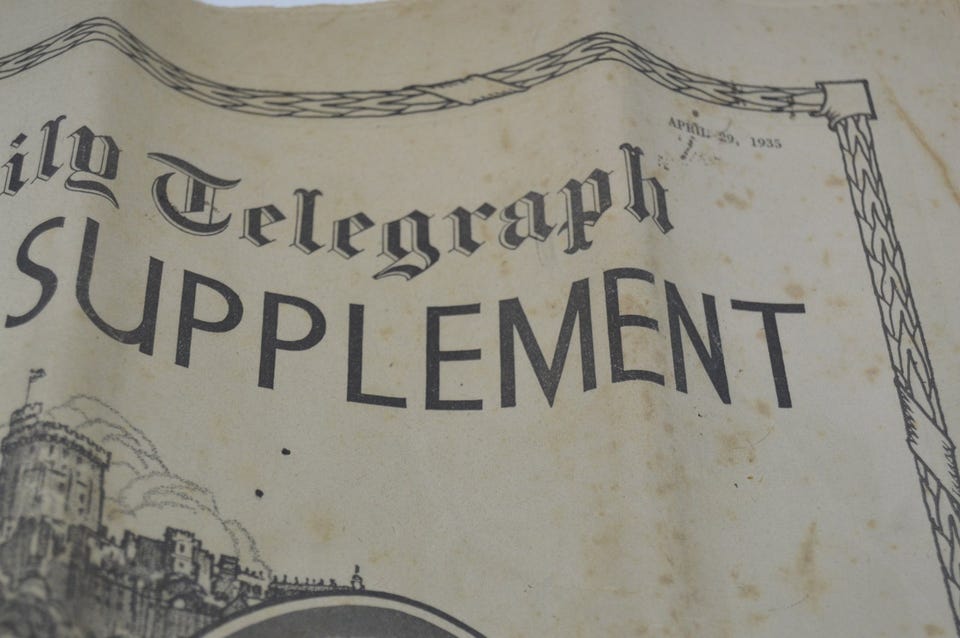 APRIL 29, 1935
ily Telegraph
SUPPLEMENT